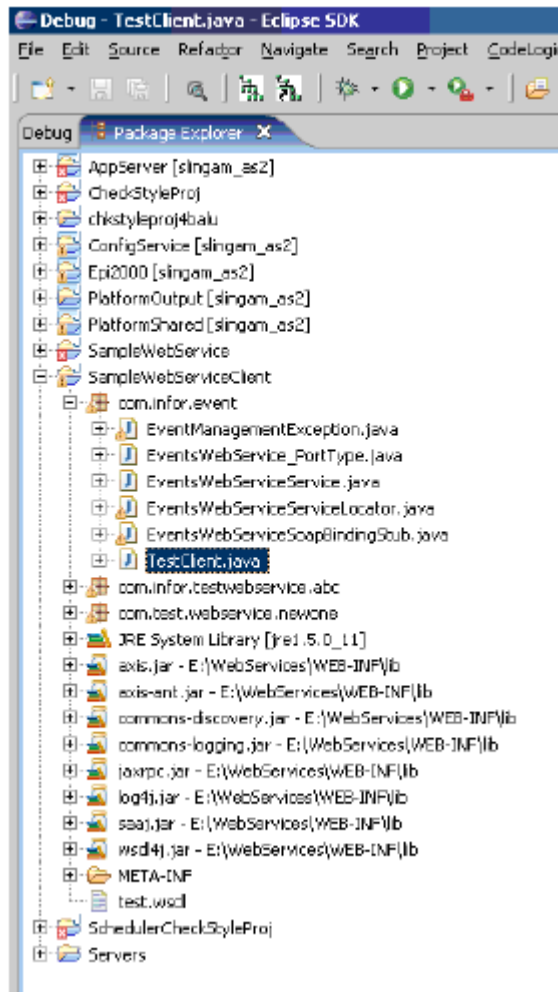 Debug - TestClient.java - Eclipse SDK
File Edit Source Refactor Navigate Search Project CodeLogi
Debug Package Explorer
AppServer [slingam_as2]
CheckStyleProj
chkstyleproj4balu
ConfigService [slingam_as2]
Epi2000 [slingam_as2]
PlatformOutput [slingam_as2]
PlatformShared [slingam_as2]
SampleWebService
SampleWebServiceClient
com.infor.event
EventManagementException.java
EventsWebService_PortType.java
EventsWebServiceService.java
EventsWebServiceServiceLocator.java
EventsWebServiceSoapBindingStub.java
TestClient.java
com.infor.testwebservice.abc
com.test.webservice.newone
JRE System Library [jre1.5.0_11]
axis.jar - E:\WebServices\WEB-INF\lib
axis-ant.jar - E:\WebServices\WEB-INF\lib
commons-discovery.jar - E:\WebServices\WEB-INF\lib
commons-logging.jar - E:\WebServices\WEB-INF\lib
jaxrpc.jar - E:\WebServices\WEB-INF\lib
log4j.jar - E:\WebServices\WEB-INF\lib
saaj.jar - E:\WebServices\WEB-INF\lib
wsdl4j.jar - E:\WebServices\WEB-INF\lib
META-INF
test.wsdl
SchedulerCheckStyleProj
Servers